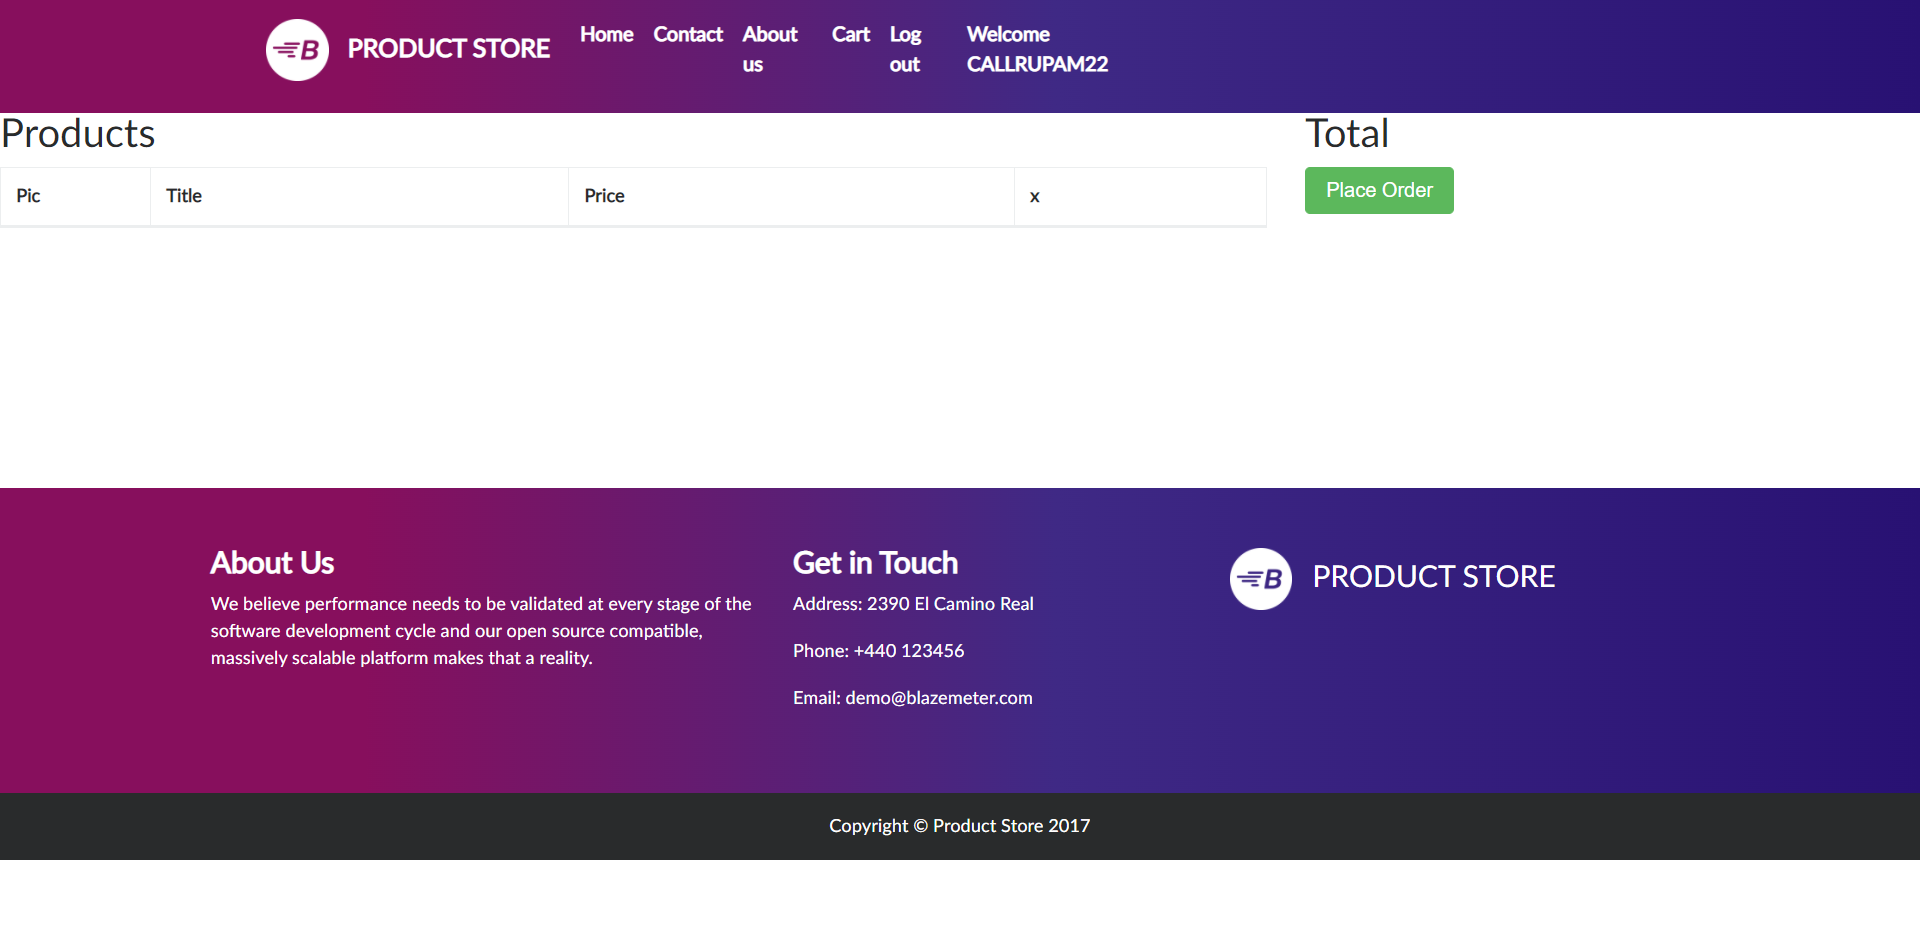 B PRODUCT STORE Home Contact About us Cart Log out Welcome CALLRUPAM22
Products
Total
Pic Title Price x
Place Order
About Us
We believe performance needs to be validated at every stage of the
software development cycle and our open source compatible,
massively scalable platform makes that a reality.
Get in Touch
Address: 2390 El Camino Real
Phone: +440 123456
Email: demo@blazemeter.com
B PRODUCT STORE
Copyright © Product Store 2017